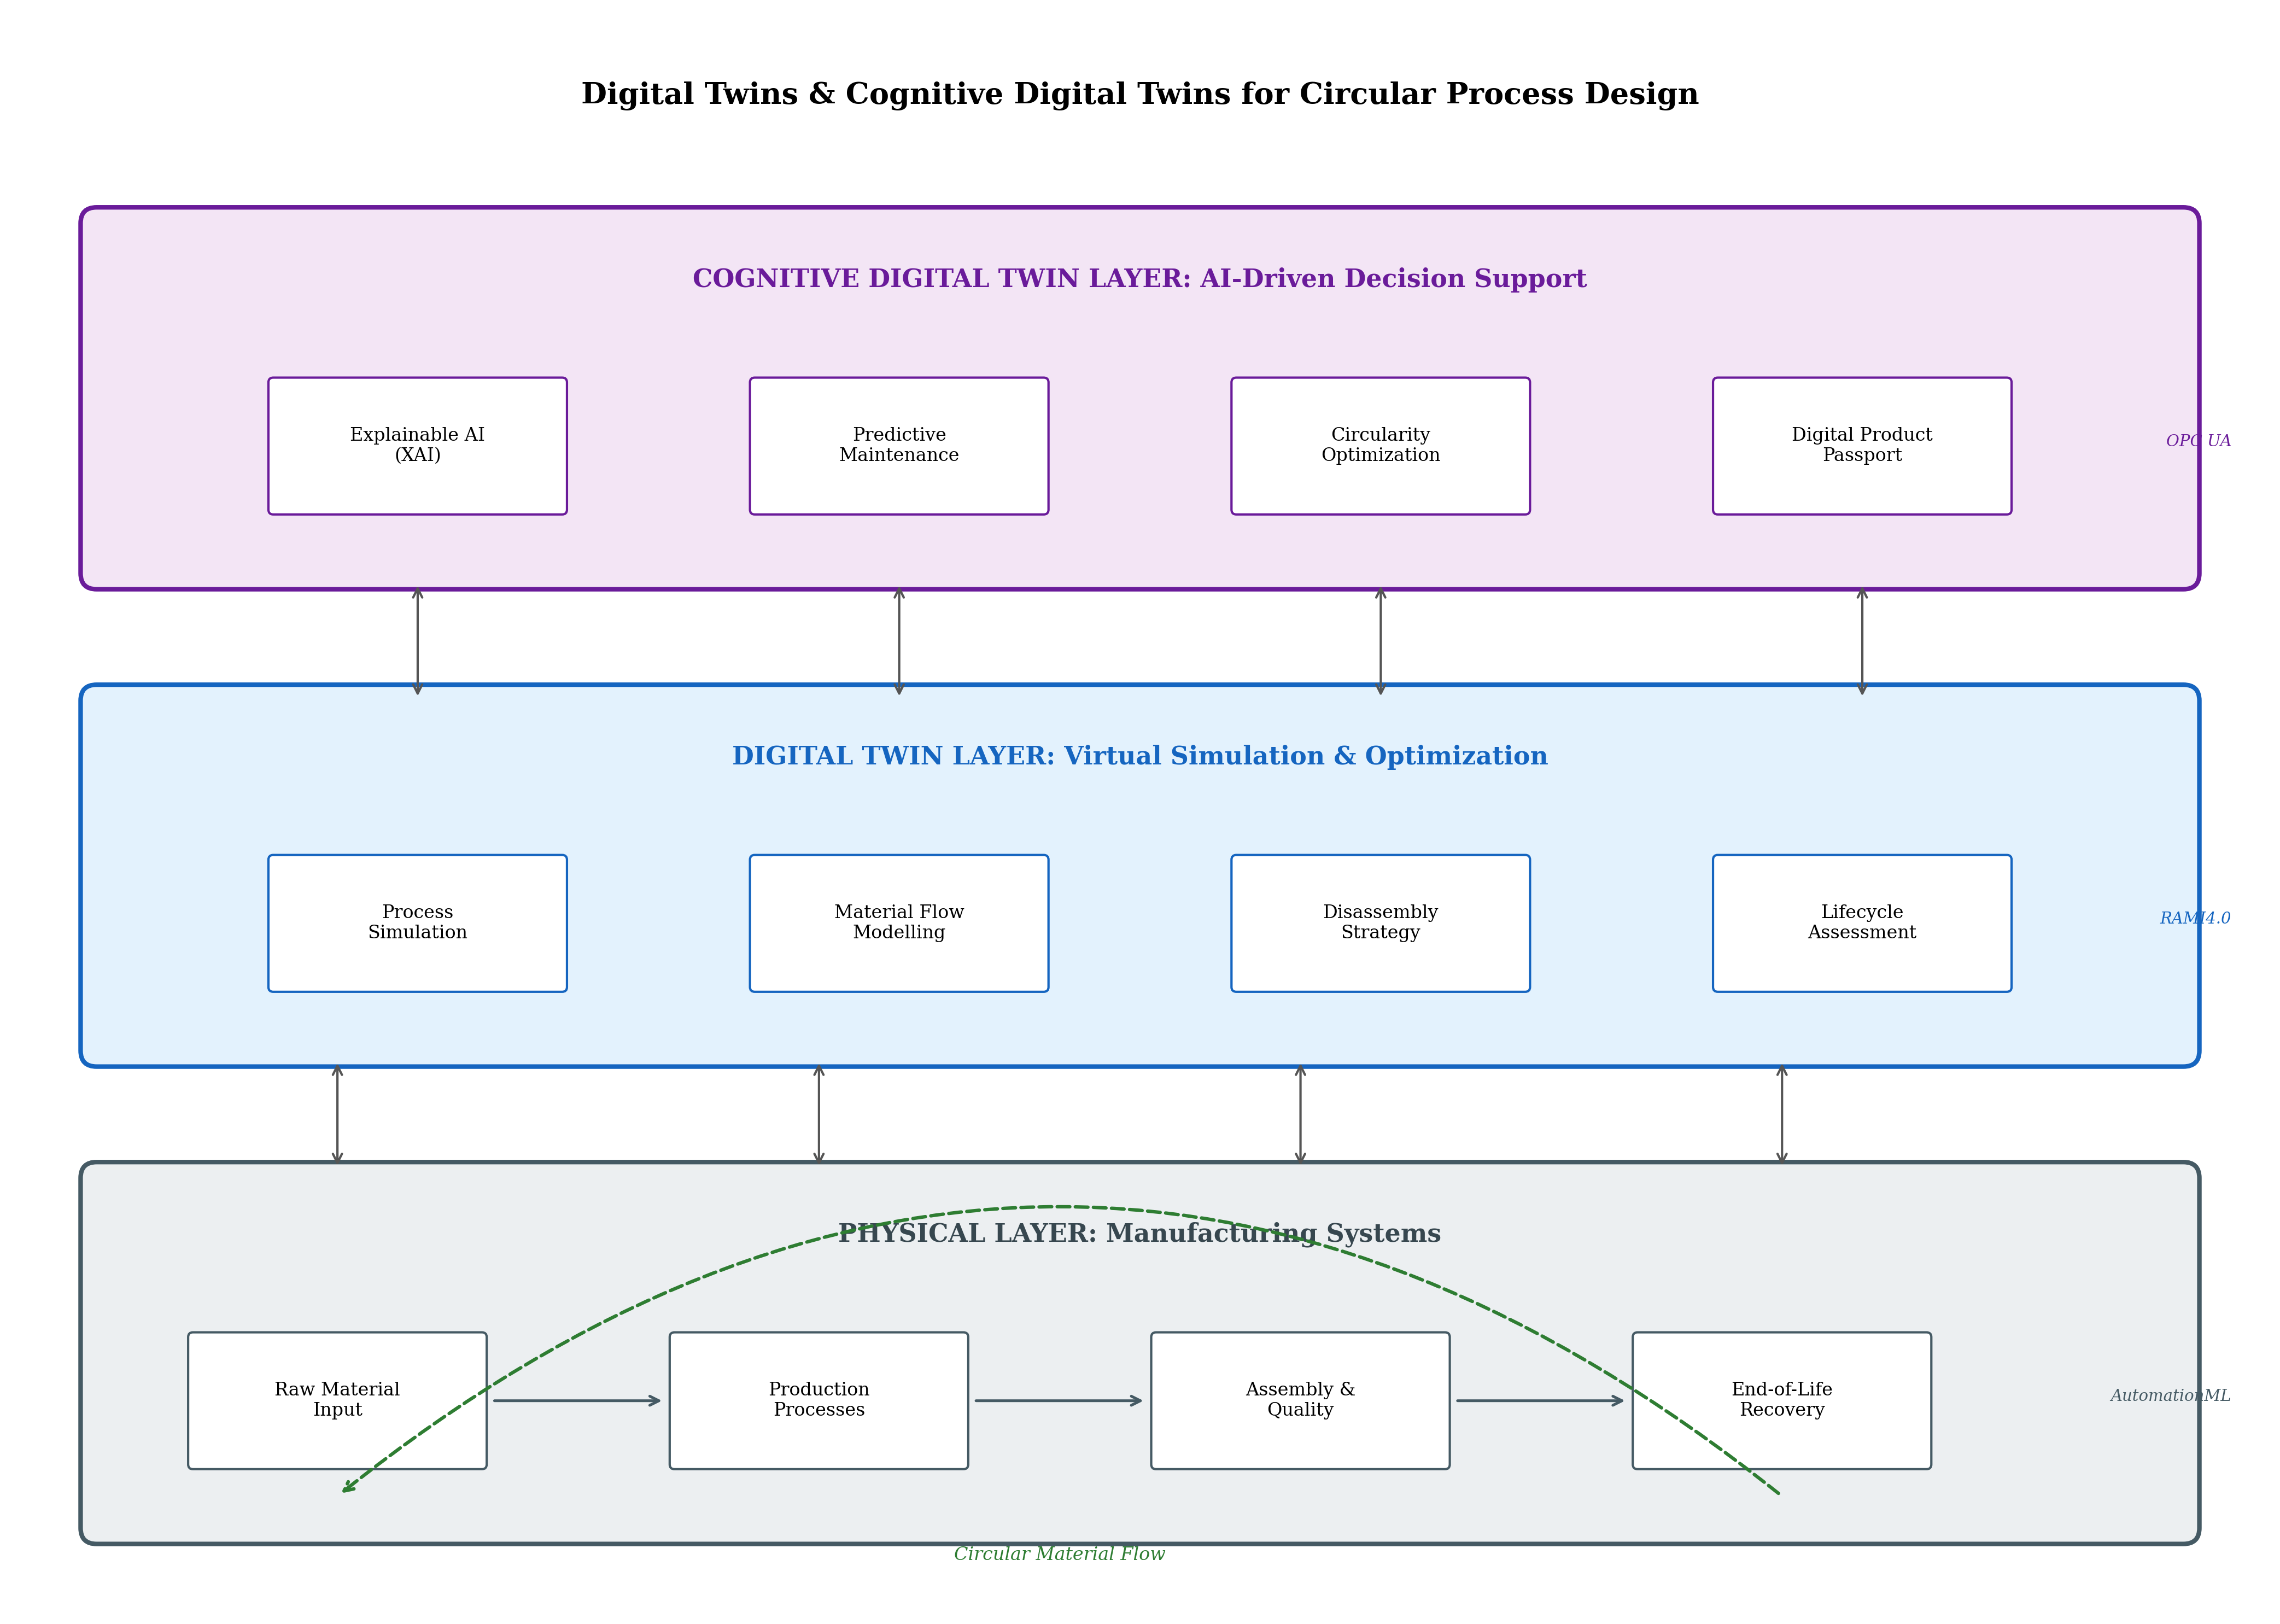 Digital Twins & Cognitive Digital Twins for Circular Process Design
COGNITIVE DIGITAL TWIN LAYER: AI-Driven Decision Support
Explainable AI
(XAI)
Predictive
Maintenance
Circularity
Optimization
Digital Product
Passport
OPC UA
DIGITAL TWIN LAYER: Virtual Simulation & Optimization
Process
Simulation
Material Flow
Modelling
Disassembly
Strategy
Lifecycle
Assessment
RAMI4.0
PHYSICAL LAYER: Manufacturing Systems
Raw Material
Input
Production
Processes
Assembly &
Quality
End-of-Life
Recovery
AutomationML
Circular Material Flow